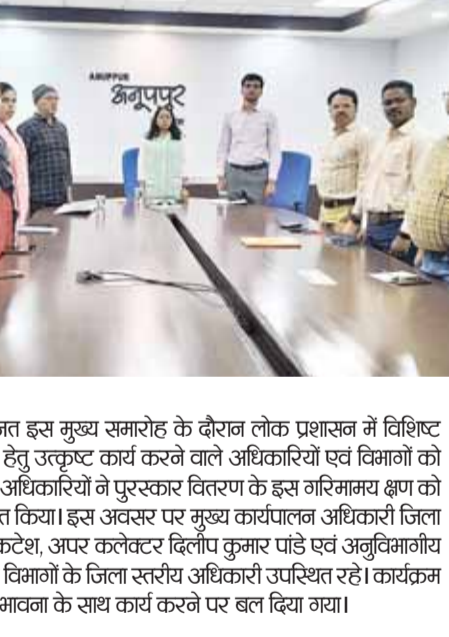 ANUPPUR
अनूपपुर
इस मुख्य समारोह के दौरान लोक प्रशासन में विशिष्ट
हेतु उत्कृष्ट कार्य करने वाले अधिकारियों एवं विभागों को
अधिकारियों ने पुरस्कार वितरण के इस गरिमामय क्षण को
किया। इस अवसर पर मुख्य कार्यपालन अधिकारी जिला
अपर कलेक्टर दिलीप कुमार पांडे एवं अनुविभागीय
विभागों के जिला स्तरीय अधिकारी उपस्थित रहे। कार्यक्रम
भावना के साथ कार्य करने पर बल दिया गया।